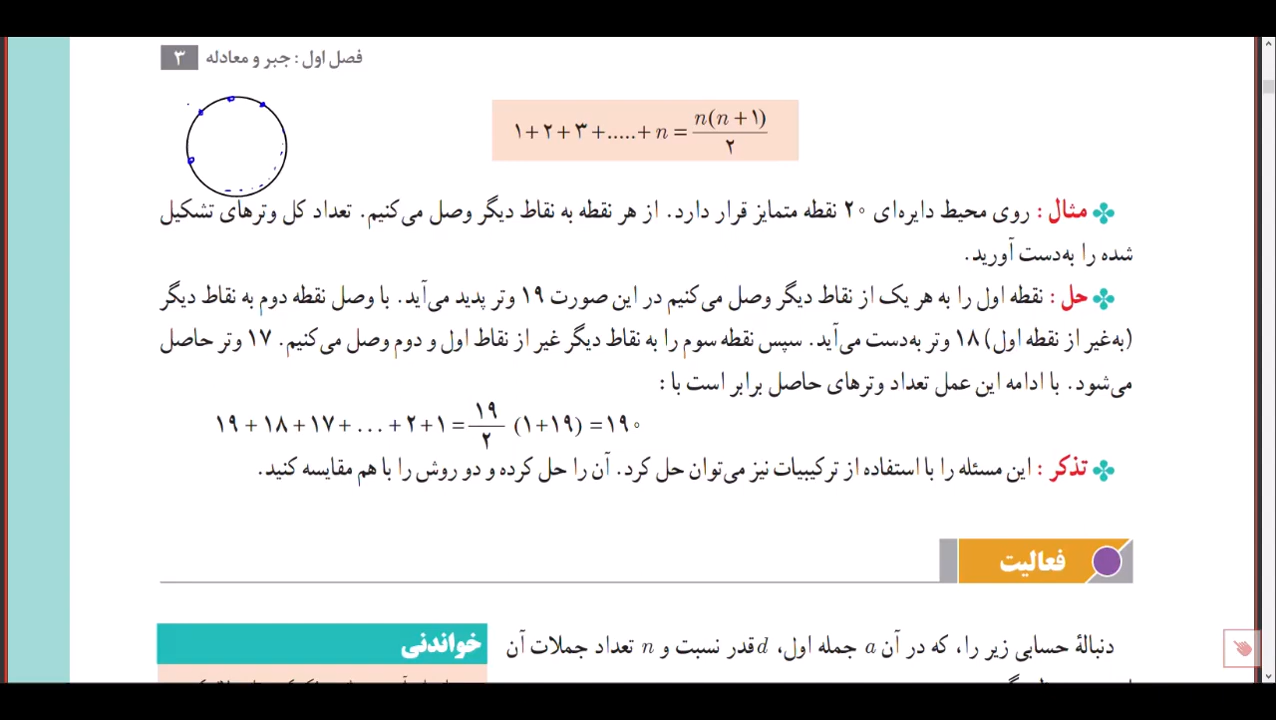 فصل اول : جبر و معادله ۳
۱+۲+۳+.....+n = n(n+۱)/۲
مثال : روی محیط دایره‌ای ۲۰ نقطه متمایز قرار دارد. از هر نقطه به نقاط دیگر وصل می‌کنیم. تعداد کل وترهای تشکیل
شده را به‌دست آورید.
حل : نقطه اول را به هر یک از نقاط دیگر وصل می‌کنیم در این صورت ۱۹ وتر پدید می‌آید. با وصل نقطه دوم به نقاط دیگر
(به‌غیر از نقطه اول) ۱۸ وتر به‌دست می‌آید. سپس نقطه سوم را به نقاط دیگر غیر از نقاط اول و دوم وصل می‌کنیم. ۱۷ وتر حاصل
می‌شود. با ادامه این عمل تعداد وترهای حاصل برابر است با :
۱۹+۱۸+۱۷+...+۲+۱= ۱۹/۲ (۱+۱۹) =۱۹۰
تذکر : این مسئله را با استفاده از ترکیبیات نیز می‌توان حل کرد. آن را حل کرده و دو روش را با هم مقایسه کنید.
فعالیت
دنبالهٔ حسابی زیر را، که در آن a جمله اول، d قدر نسبت و n تعداد جملات آن
خواندنی